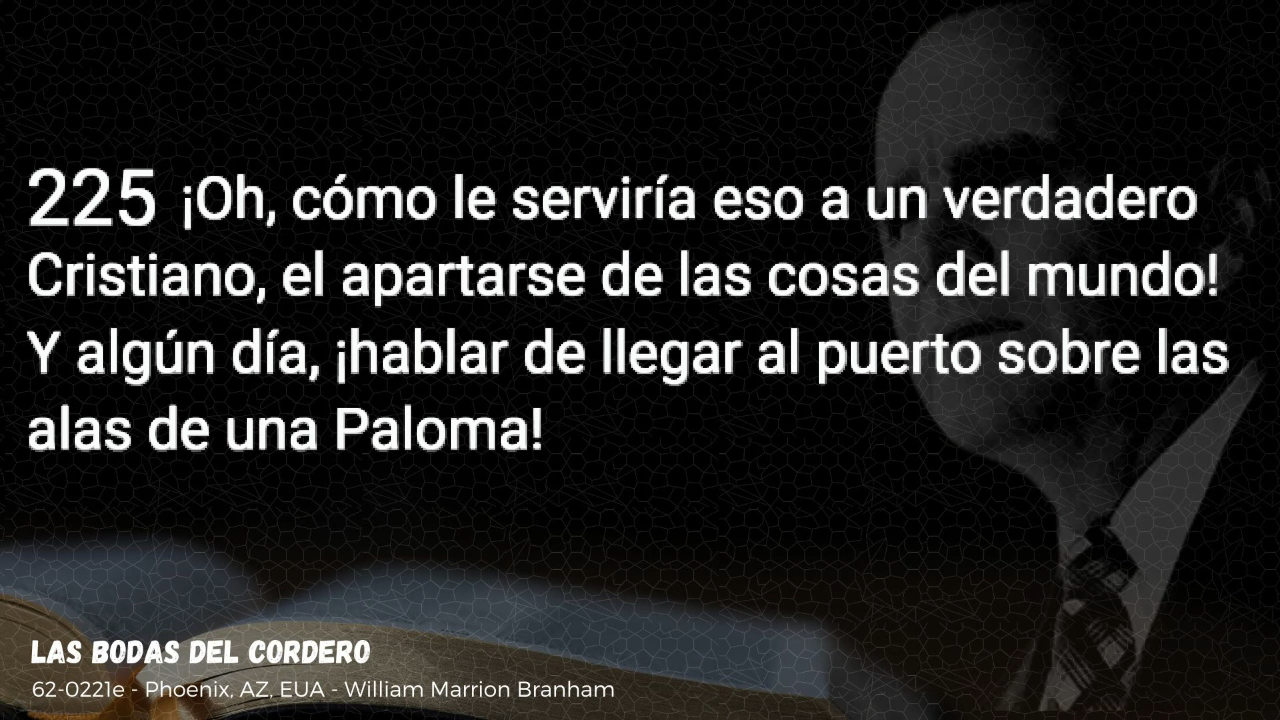 225 ¡Oh, cómo le serviría eso a un verdadero
Cristiano, el apartarse de las cosas del mundo!
Y algún día, ¡hablar de llegar al puerto sobre las
alas de una Paloma!
LAS BODAS DEL CORDERO
62-0221e - Phoenix, AZ, EUA - William Marrion Branham